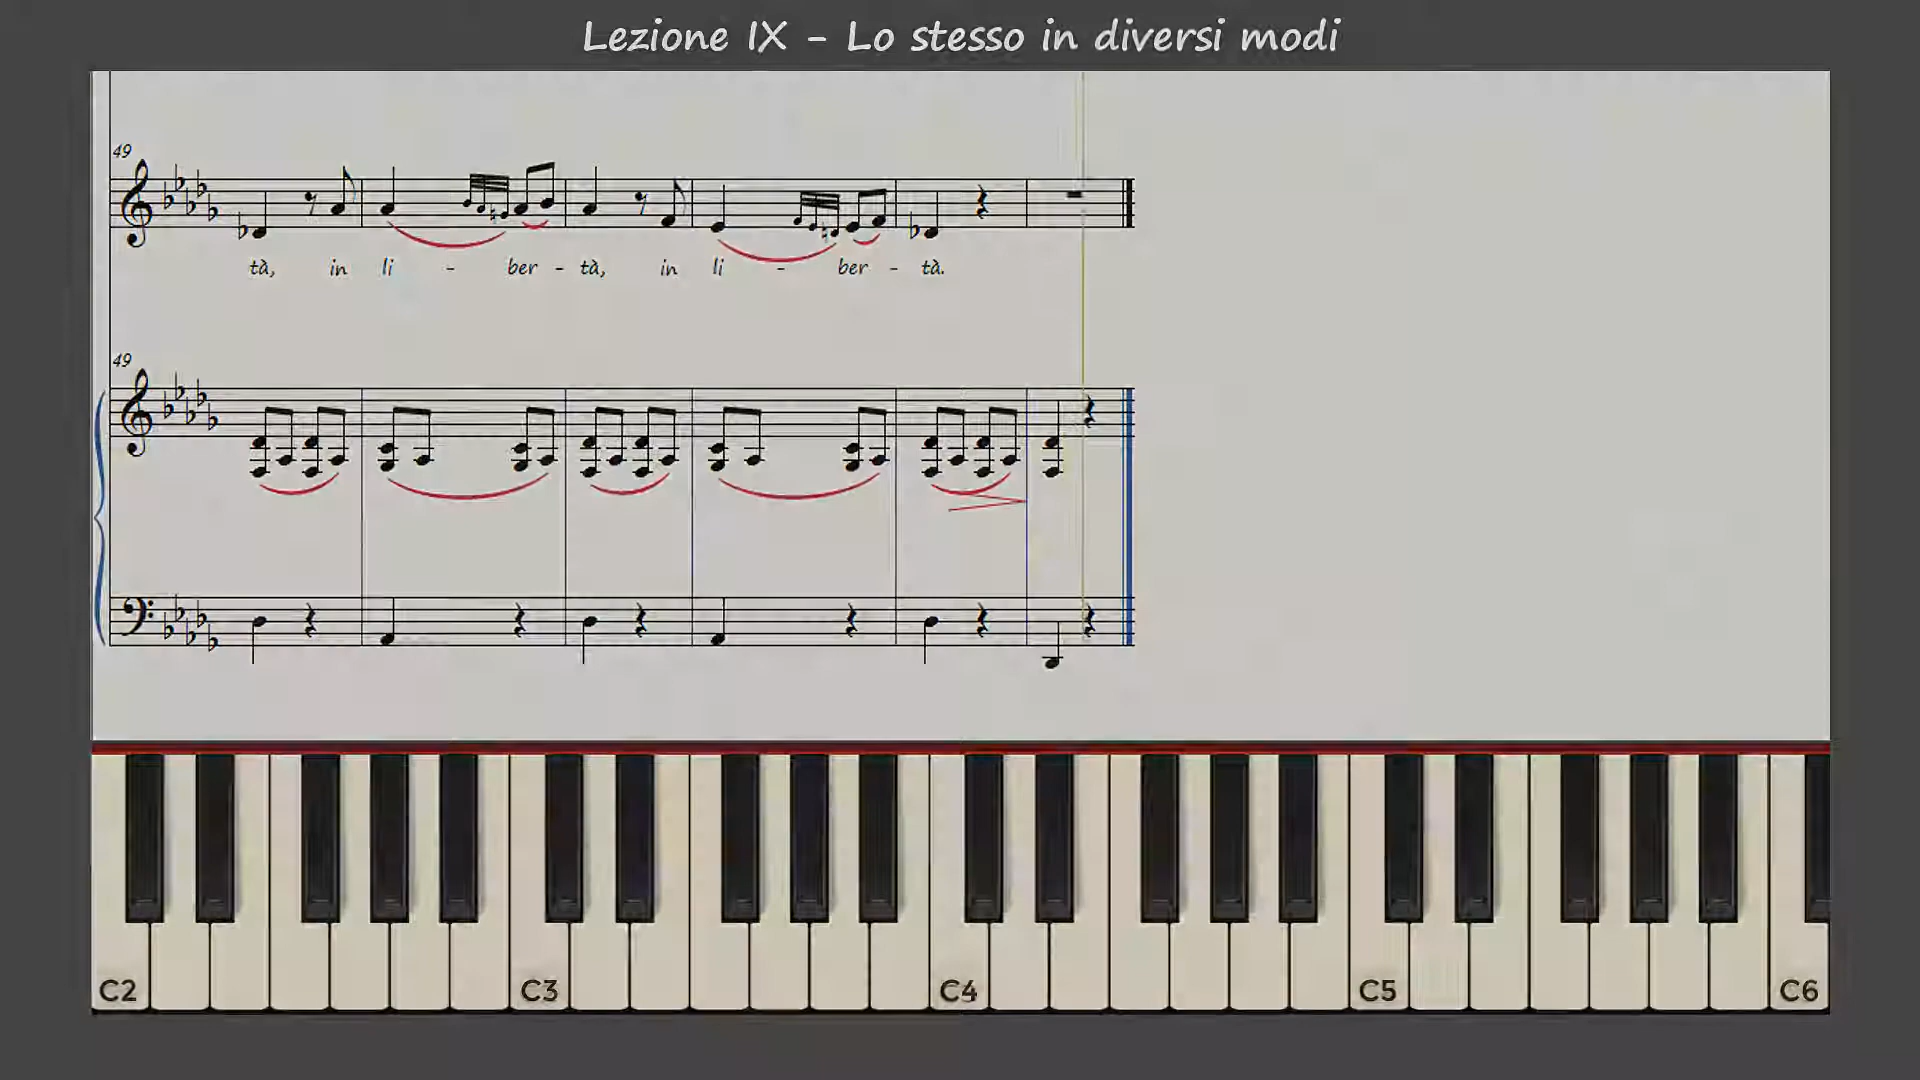 Lezione IX - Lo stesso in diversi modi
49
tà, in li - ber - tà, in li - ber - tà.
49
C2 C3 C4 C5 C6